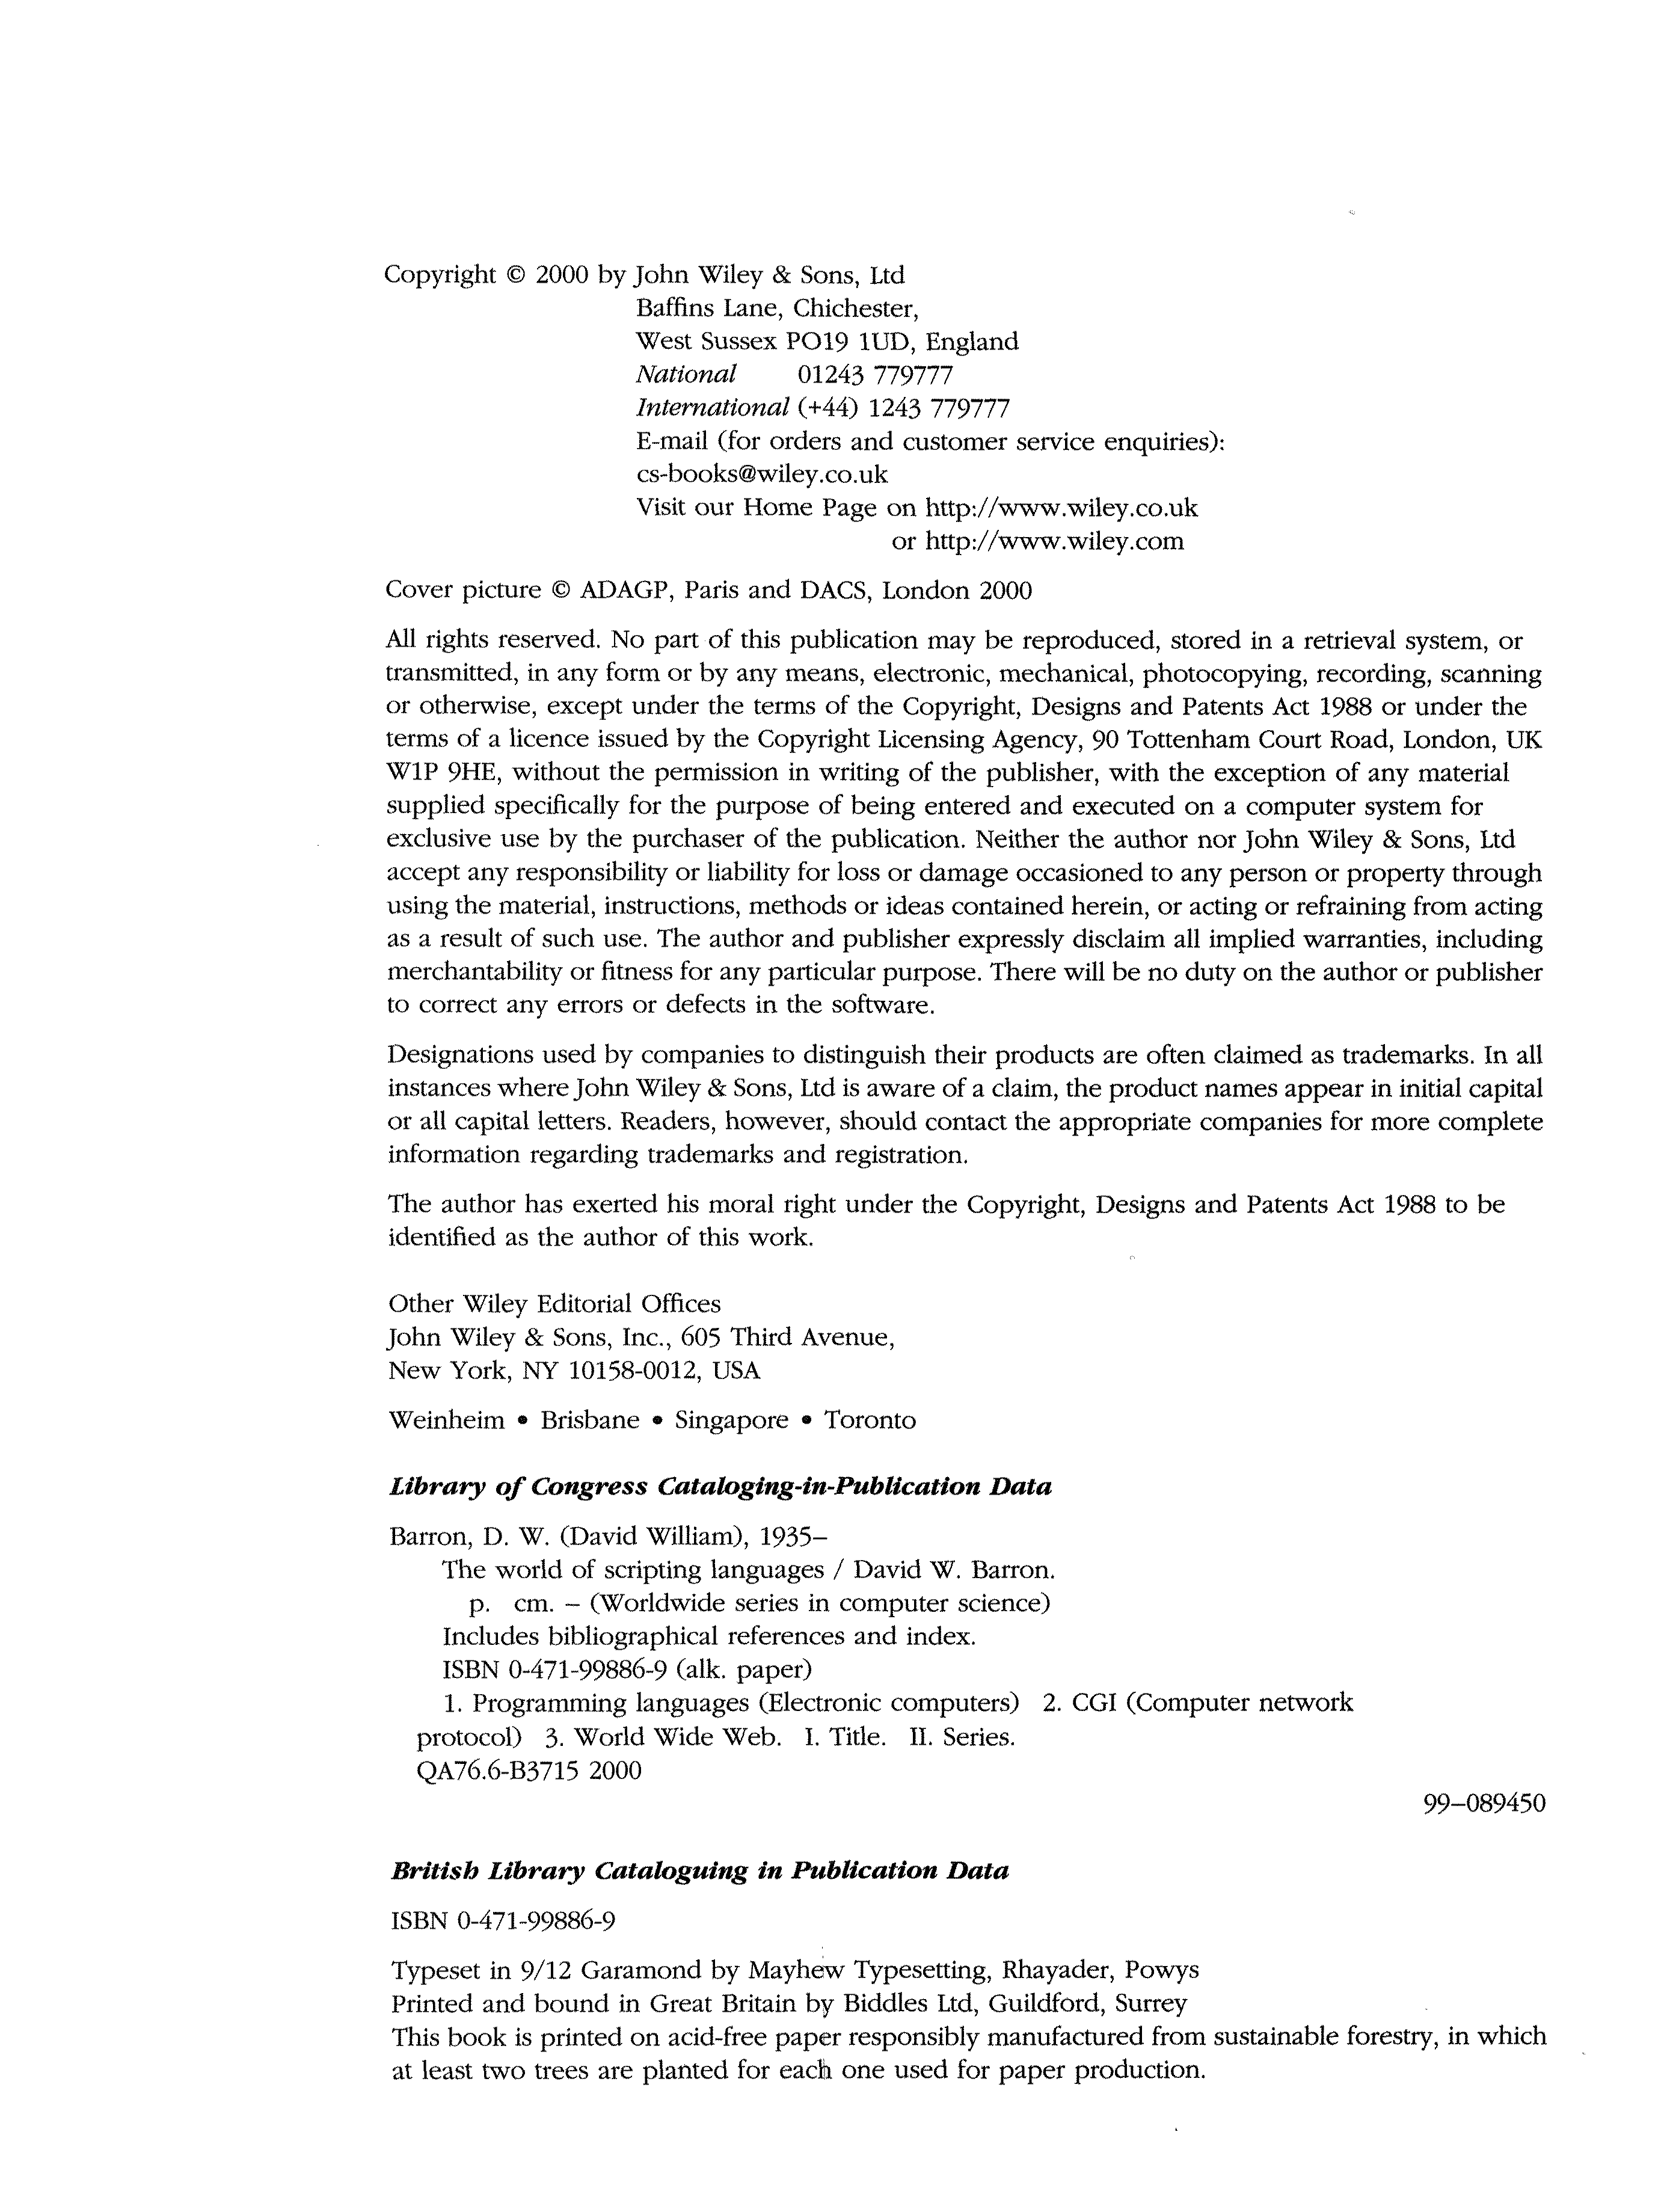 Copyright © 2000 by John Wiley & Sons, Ltd
Baffins Lane, Chichester,
West Sussex PO19 1UD, England
National 01243 779777
International (+44) 1243 779777
E-mail (for orders and customer service enquiries):
cs-books@wiley.co.uk
Visit our Home Page on http://www.wiley.co.uk
or http://www.wiley.com
Cover picture © ADAGP, Paris and DACS, London 2000
All rights reserved. No part of this publication may be reproduced, stored in a retrieval system, or
transmitted, in any form or by any means, electronic, mechanical, photocopying, recording, scanning
or otherwise, except under the terms of the Copyright, Designs and Patents Act 1988 or under the
terms of a licence issued by the Copyright Licensing Agency, 90 Tottenham Court Road, London, UK
W1P 9HE, without the permission in writing of the publisher, with the exception of any material
supplied specifically for the purpose of being entered and executed on a computer system for
exclusive use by the purchaser of the publication. Neither the author nor John Wiley & Sons, Ltd
accept any responsibility or liability for loss or damage occasioned to any person or property through
using the material, instructions, methods or ideas contained herein, or acting or refraining from acting
as a result of such use. The author and publisher expressly disclaim all implied warranties, including
merchantability or fitness for any particular purpose. There will be no duty on the author or publisher
to correct any errors or defects in the software.
Designations used by companies to distinguish their products are often claimed as trademarks. In all
instances where John Wiley & Sons, Ltd is aware of a claim, the product names appear in initial capital
or all capital letters. Readers, however, should contact the appropriate companies for more complete
information regarding trademarks and registration.
The author has exerted his moral right under the Copyright, Designs and Patents Act 1988 to be
identified as the author of this work.
Other Wiley Editorial Offices
John Wiley & Sons, Inc., 605 Third Avenue,
New York, NY 10158-0012, USA
Weinheim • Brisbane • Singapore • Toronto
Library of Congress Cataloging-in-Publication Data
Barron, D. W. (David William), 1935–
The world of scripting languages / David W. Barron.
p. cm. – (Worldwide series in computer science)
Includes bibliographical references and index.
ISBN 0-471-99886-9 (alk. paper)
1. Programming languages (Electronic computers) 2. CGI (Computer network
protocol) 3. World Wide Web. I. Title. II. Series.
QA76.6-B3715 2000
99–089450
British Library Cataloguing in Publication Data
ISBN 0-471-99886-9
Typeset in 9/12 Garamond by Mayhew Typesetting, Rhayader, Powys
Printed and bound in Great Britain by Biddles Ltd, Guildford, Surrey
This book is printed on acid-free paper responsibly manufactured from sustainable forestry, in which
at least two trees are planted for each one used for paper production.